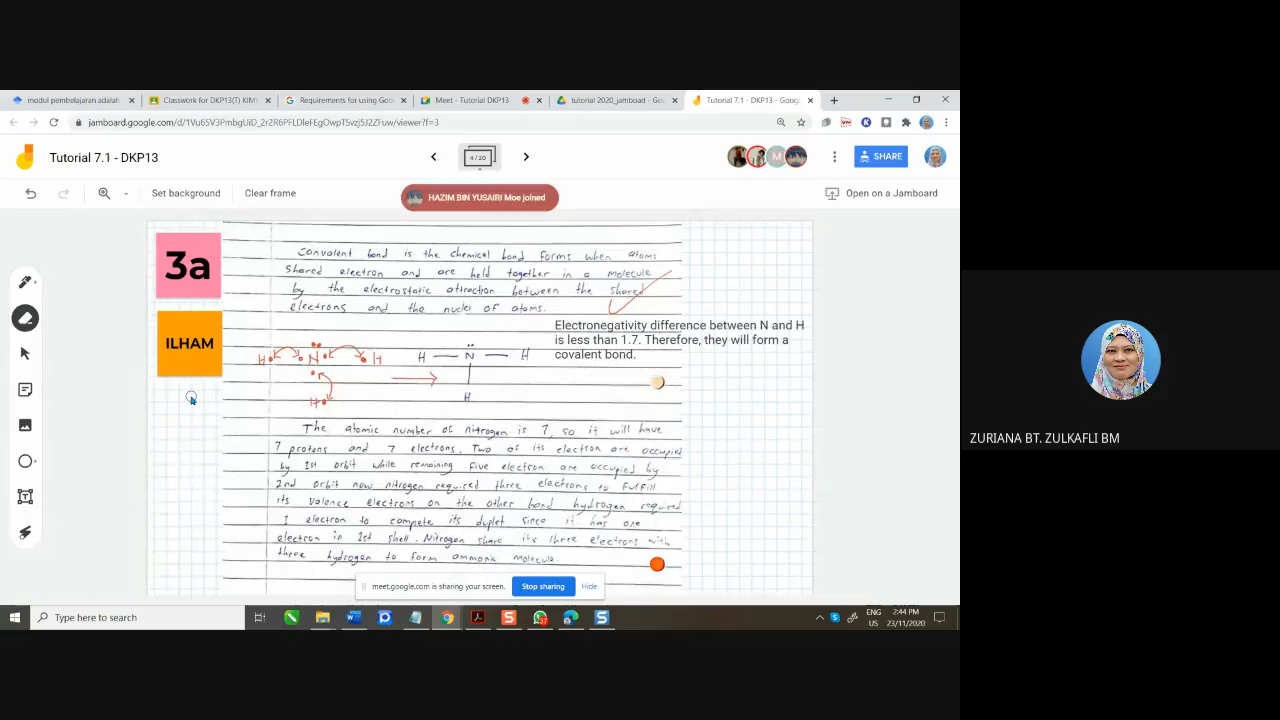 modul pembelajaran adalah
Classwork for DKP13(T) KIMI
Requirements for using Goo
Meet - Tutorial DKP13
tutorial 2020_jamboad - Goo
Tutorial 7.1 - DKP13 - Googl
jamboard.google.com/d/1Vu6SV3PmbgUiD_2r2R6PFLDleFEgOwpTSvzj5J2ZFuw/viewer?f=3
Tutorial 7.1 - DKP13
4 / 20
M
SHARE
Set background
Clear frame
HAZIM BIN YUSAIRI Moe joined
Open on a Jamboard
3a
ILHAM
Convalent bond is the chemical bond forms when atoms
shared electron and are held together in a molecule
by the electrostatic attraction between the shared
electrons and the nuclei of atoms.
Electronegativity difference between N and H
is less than 1.7. Therefore, they will form a
covalent bond.
H N H H N H
H H
The atomic number of nitrogen is 7, so it will have
7 protons and 7 electrons. Two of its electron are occupied
by 1st orbit while remaining five electron are occupied by
2nd orbit now nitrogen required three electrons to fulfill
its valence electrons on the other hand hydrogen required
1 electron to complete its duplet since it has one
electron in 1st shell. Nitrogen share its three electrons with
three hydrogen to form ammonia molecule.
meet.google.com is sharing your screen.
Stop sharing
Hide
ZURIANA BT. ZULKAFLI BM
Type here to search
37
ENG
US
2:44 PM
23/11/2020